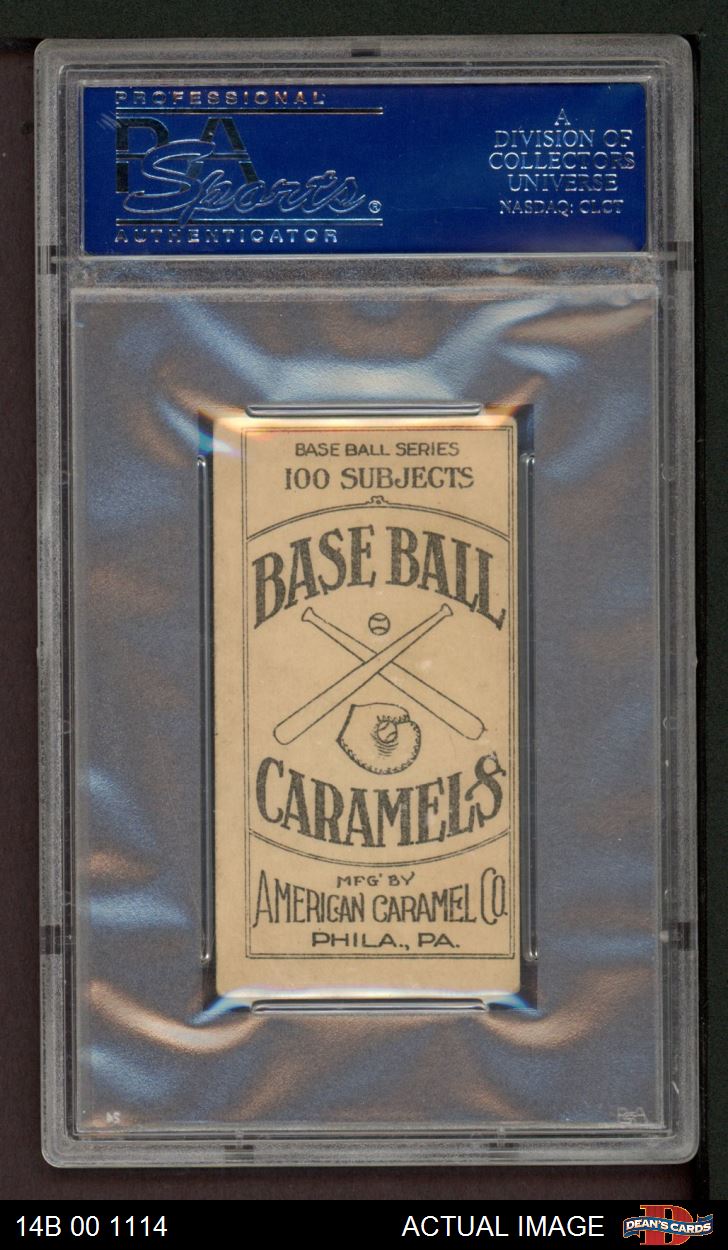 PROFESSIONAL
PSA
Sports®
AUTHENTICATOR
A
DIVISION OF
COLLECTORS
UNIVERSE
NASDAQ: CLCT
BASE BALL SERIES
100 SUBJECTS
BASE BALL
CARAMELS
MFG' BY
AMERICAN CARAMEL CO.
PHILA., PA.
PSA
14B 00 1114
ACTUAL IMAGE
DEAN'S CARDS